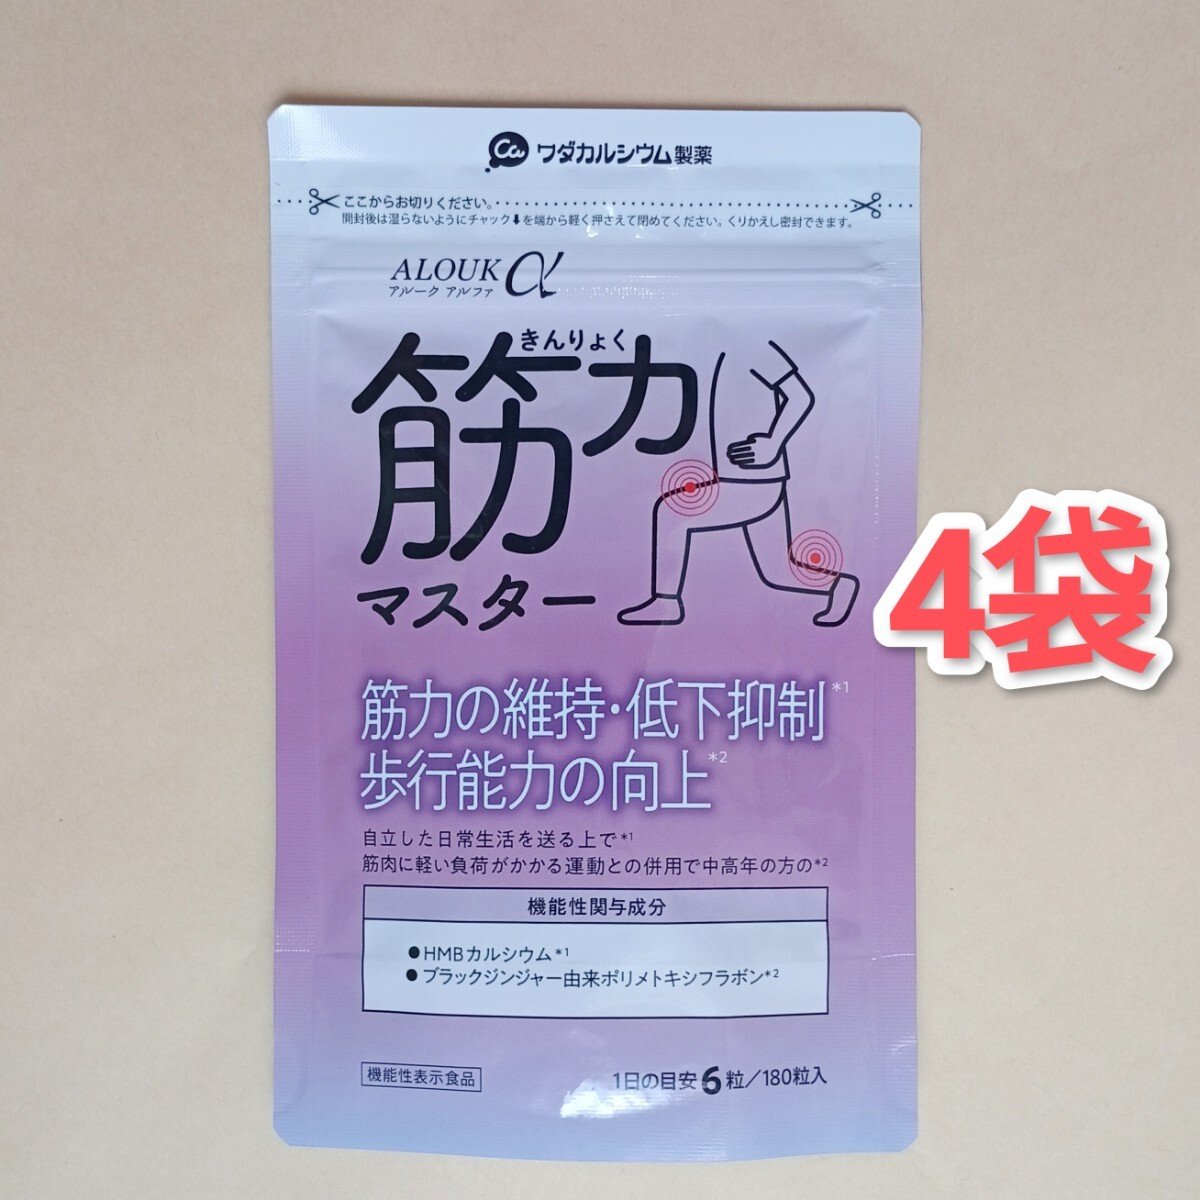 Ca ワダカルシウム製薬
ここからお切りください。
開封後は湿らないようにチャック⬇を端から軽く押さえて閉めてください。くりかえし密封できます。
ALOUK α
アルーク アルファ
きんりょく
筋力
マスター
4袋
筋力の維持・低下抑制*1
歩行能力の向上*2
自立した日常生活を送る上で*1
筋肉に軽い負荷がかかる運動との併用で中高年の方の*2
機能性関与成分
●HMBカルシウム*1
●ブラックジンジャー由来ポリメトキシフラボン*2
機能性表示食品
1日の目安6粒/180粒入